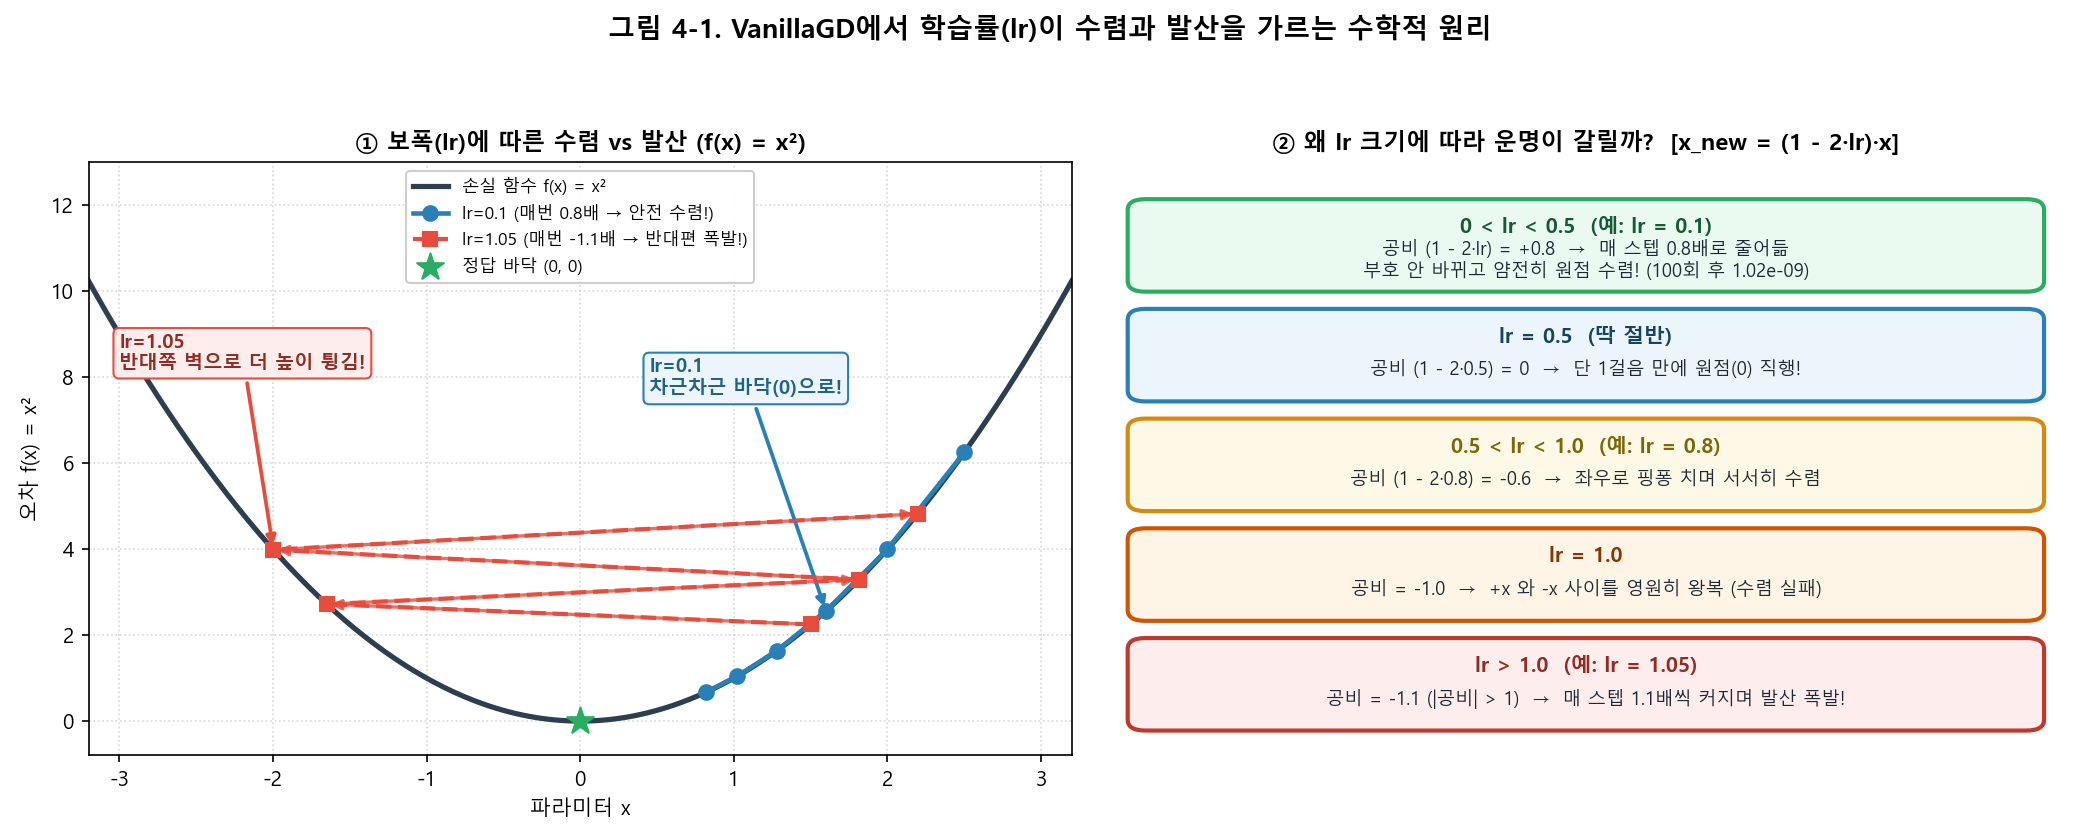 그림 4-1. VanillaGD에서 학습률(lr)이 수렴과 발산을 가르는 수학적 원리
① 보폭(lr)에 따른 수렴 vs 발산 (f(x) = x²)
손실 함수 f(x) = x²
lr=0.1 (매번 0.8배 → 안전 수렴!)
lr=1.05 (매번 -1.1배 → 반대편 폭발!)
정답 바닥 (0, 0)
lr=1.05
반대쪽 벽으로 더 높이 튕김!
lr=0.1
차근차근 바닥(0)으로!
오차 f(x) = x²
12
10
8
6
4
2
0
-3
-2
-1
0
1
2
3
파라미터 x
② 왜 lr 크기에 따라 운명이 갈릴까? [x_new = (1 - 2·lr)·x]
0 < lr < 0.5 (예: lr = 0.1)
공비 (1 - 2·lr) = +0.8 → 매 스텝 0.8배로 줄어듦
부호 안 바뀌고 얌전히 원점 수렴! (100회 후 1.02e-09)
lr = 0.5 (딱 절반)
공비 (1 - 2·0.5) = 0 → 단 1걸음 만에 원점(0) 직행!
0.5 < lr < 1.0 (예: lr = 0.8)
공비 (1 - 2·0.8) = -0.6 → 좌우로 핑퐁 치며 서서히 수렴
lr = 1.0
공비 = -1.0 → +x 와 -x 사이를 영원히 왕복 (수렴 실패)
lr > 1.0 (예: lr = 1.05)
공비 = -1.1 (|공비| > 1) → 매 스텝 1.1배씩 커지며 발산 폭발!